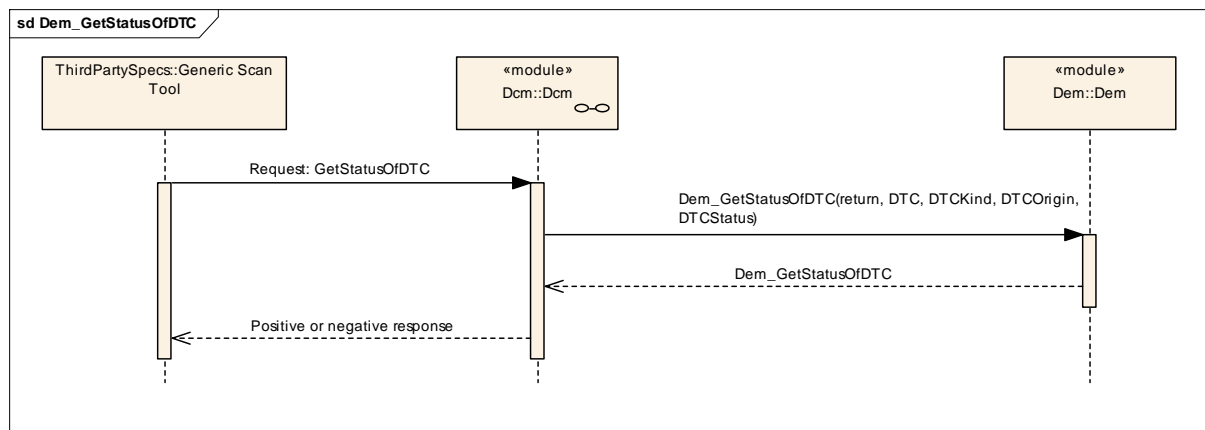 sd Dem_GetStatusOfDTC
ThirdPartySpecs::Generic Scan
Tool
«module»
Dcm::Dcm
«module»
Dem::Dem
Request: GetStatusOfDTC
Dem_GetStatusOfDTC(return, DTC, DTCKind, DTCOrigin,
DTCStatus)
Dem_GetStatusOfDTC
Positive or negative response